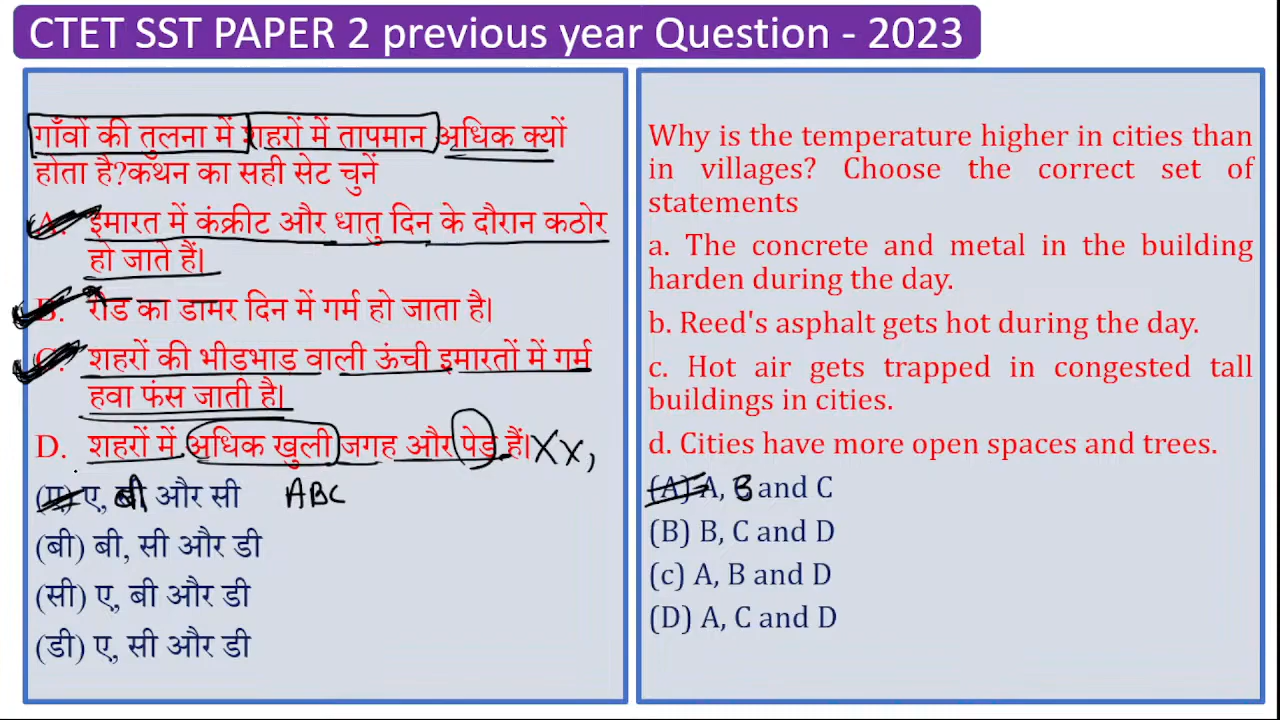 CTET SST PAPER 2 previous year Question - 2023
गाँवों की तुलना में शहरों में तापमान अधिक क्यों
होता है?कथन का सही सेट चुनें
A. इमारत में कंक्रीट और धातु दिन के दौरान कठोर
हो जाते हैं।
B. रोड का डामर दिन में गर्म हो जाता है।
C. शहरों की भीड़भाड़ वाली ऊंची इमारतों में गर्म
हवा फंस जाती है।
D. शहरों में अधिक खुली जगह और पेड़ हैं। X x,
(ए) ए, बी और सी ABC
(बी) बी, सी और डी
(सी) ए, बी और डी
(डी) ए, सी और डी
Why is the temperature higher in cities than
in villages? Choose the correct set of
statements
a. The concrete and metal in the building
harden during the day.
b. Reed's asphalt gets hot during the day.
c. Hot air gets trapped in congested tall
buildings in cities.
d. Cities have more open spaces and trees.
(A) A, B and C
(B) B, C and D
(c) A, B and D
(D) A, C and D